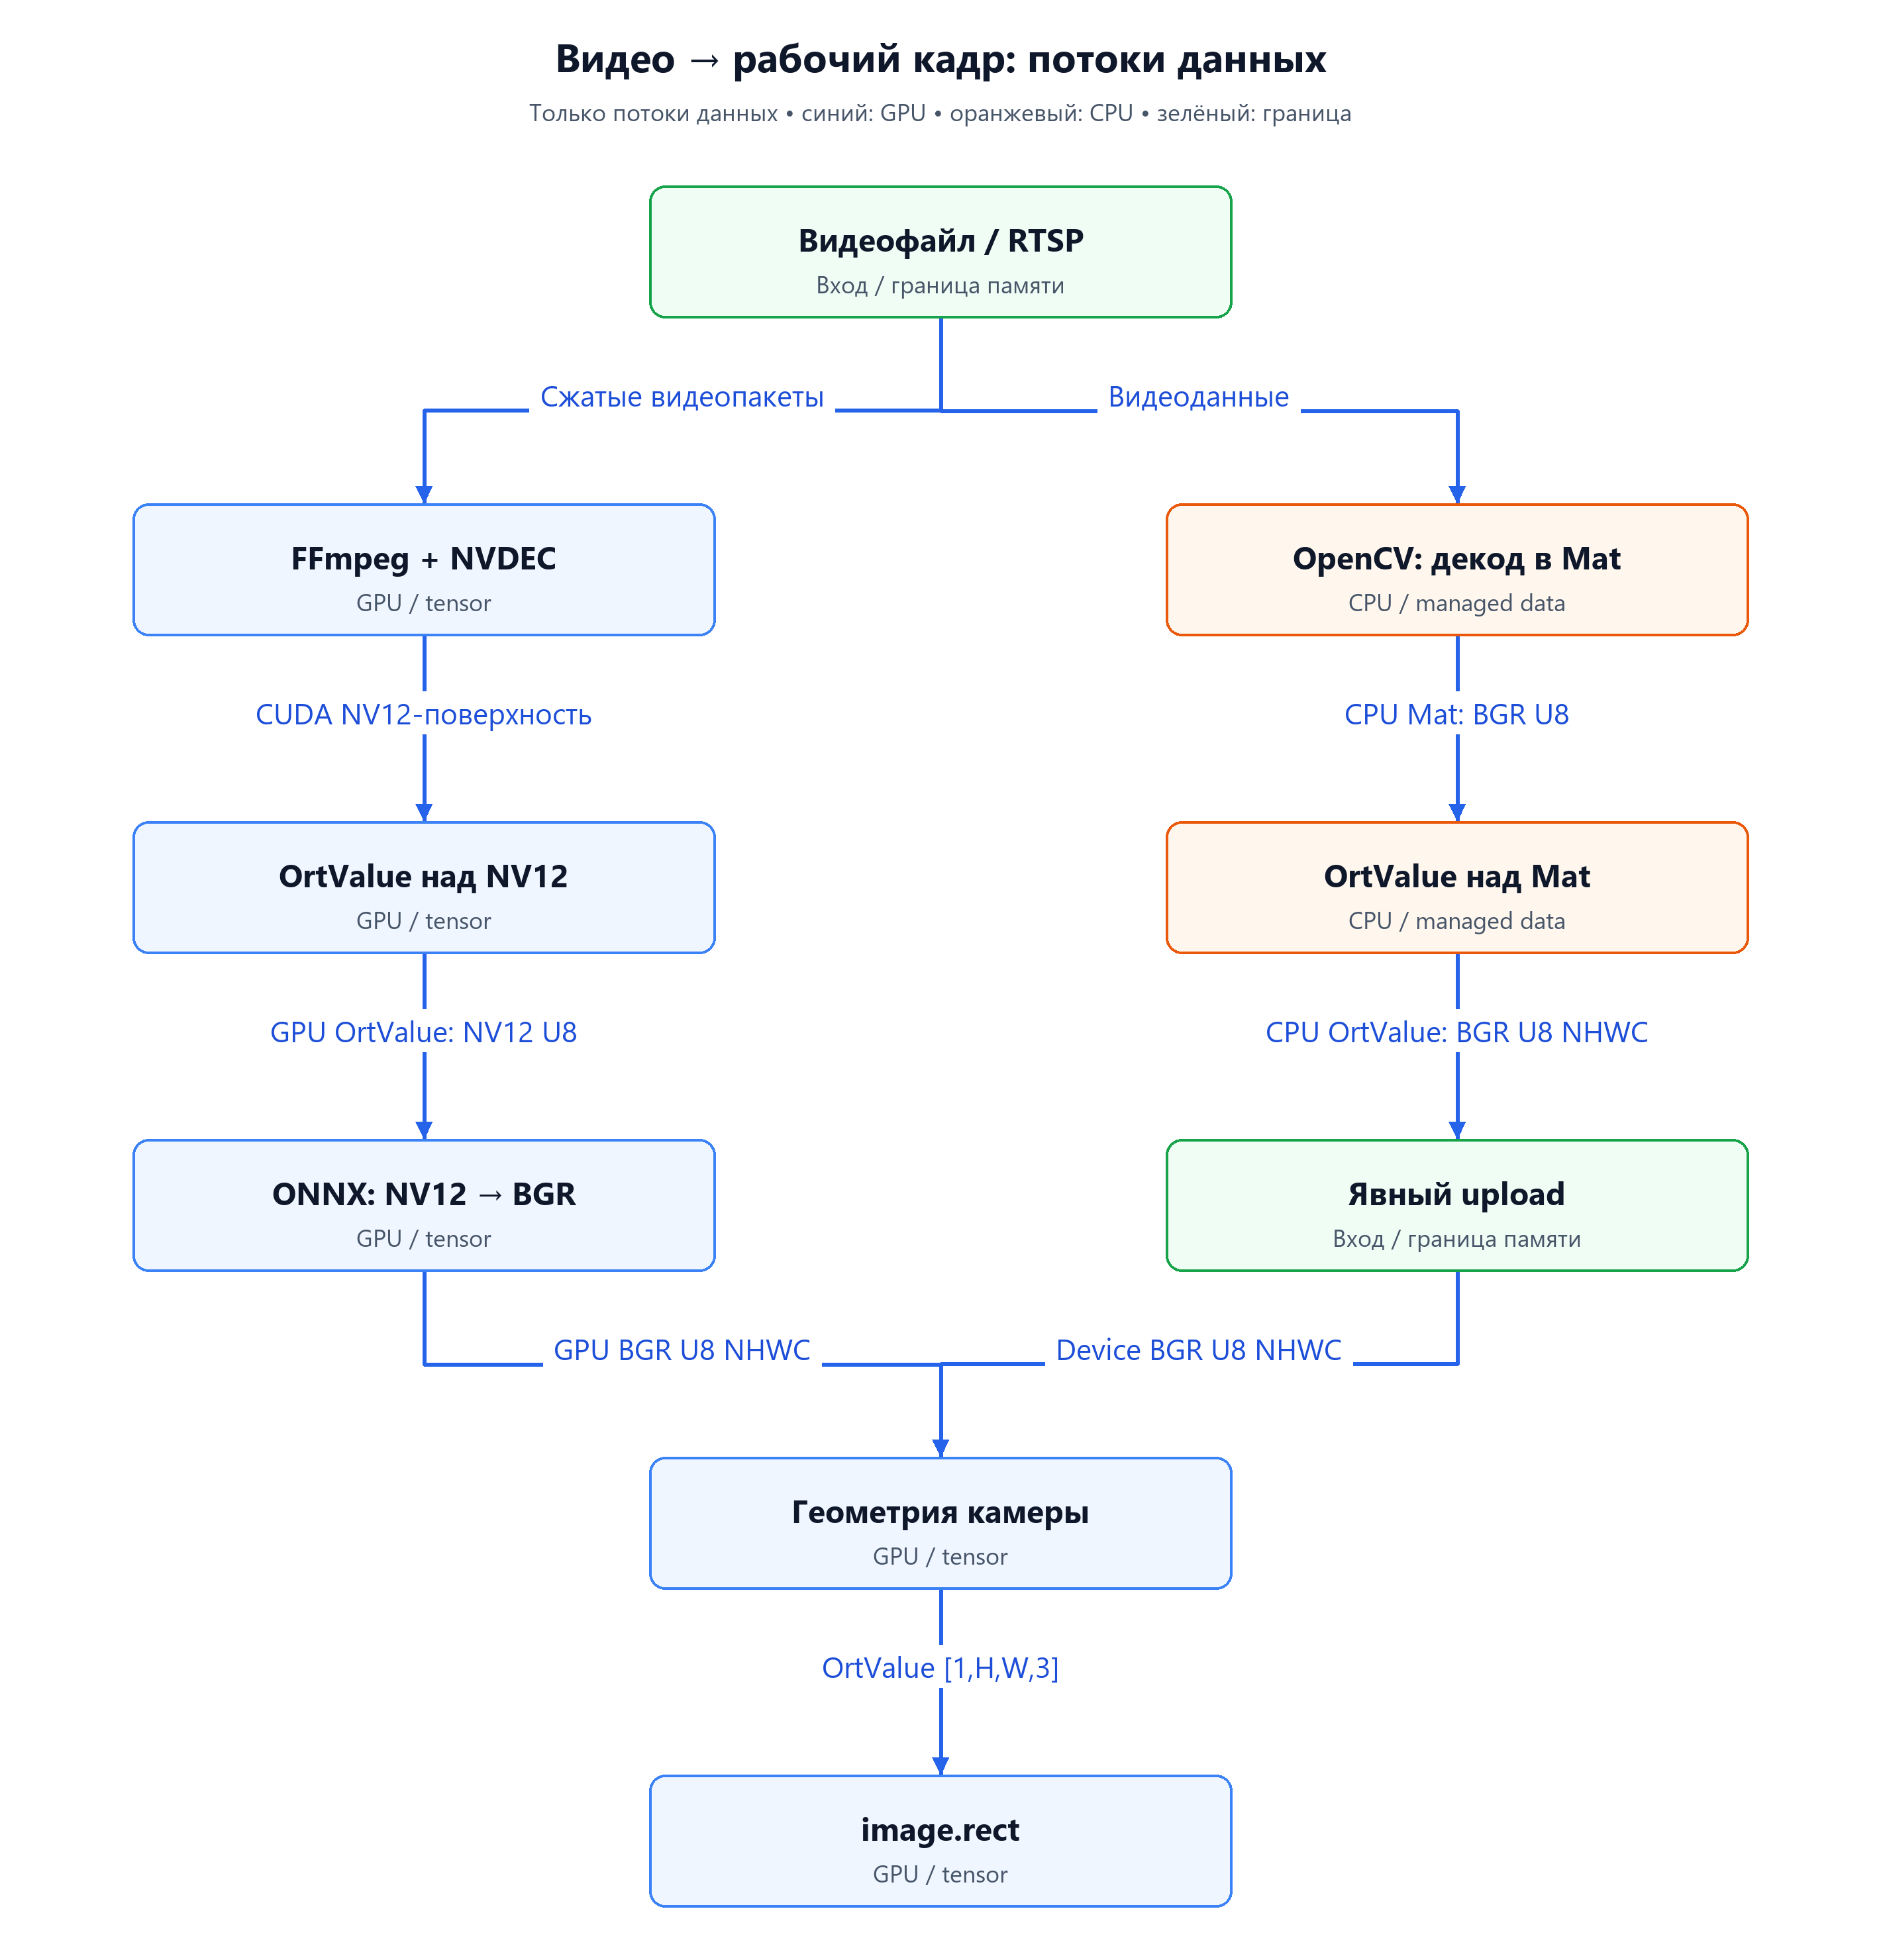 Видео → рабочий кадр: потоки данных
Только потоки данных • синий: GPU • оранжевый: CPU • зелёный: граница
Видеофайл / RTSP
Вход / граница памяти
Сжатые видеопакеты
Видеоданные
FFmpeg + NVDEC
GPU / tensor
OpenCV: декод в Mat
CPU / managed data
CUDA NV12-поверхность
CPU Mat: BGR U8
OrtValue над NV12
GPU / tensor
OrtValue над Mat
CPU / managed data
GPU OrtValue: NV12 U8
CPU OrtValue: BGR U8 NHWC
ONNX: NV12 → BGR
GPU / tensor
Явный upload
Вход / граница памяти
GPU BGR U8 NHWC
Device BGR U8 NHWC
Геометрия камеры
GPU / tensor
OrtValue [1,H,W,3]
image.rect
GPU / tensor